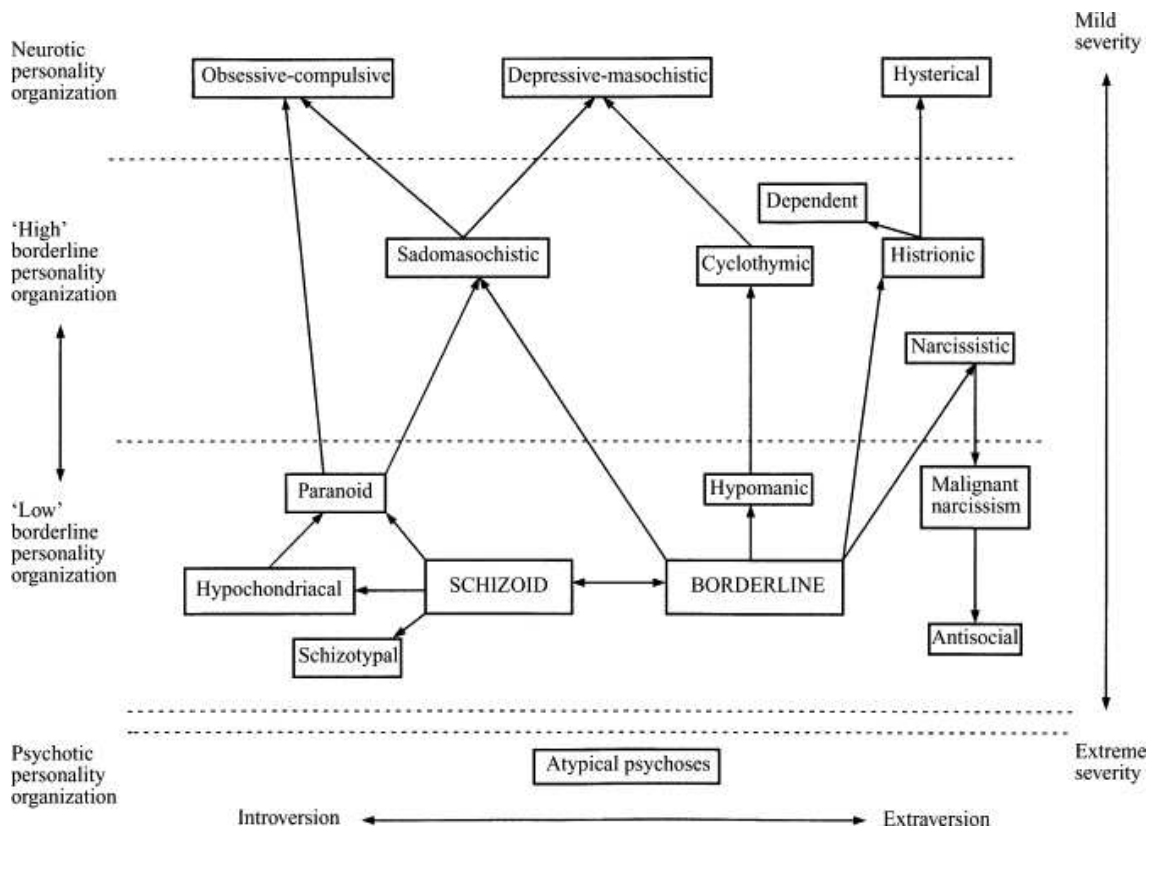 Mild
severity
Neurotic
personality
organization
Obsessive-compulsive
Depressive-masochistic
Hysterical
Dependent
‘High’
borderline
personality
organization
Sadomasochistic
Cyclothymic
Histrionic
Narcissistic
‘Low’
borderline
personality
organization
Paranoid
Hypomanic
Malignant
narcissism
Hypochondriacal
SCHIZOID
BORDERLINE
Schizotypal
Antisocial
Psychotic
personality
organization
Atypical psychoses
Extreme
severity
Introversion
Extraversion